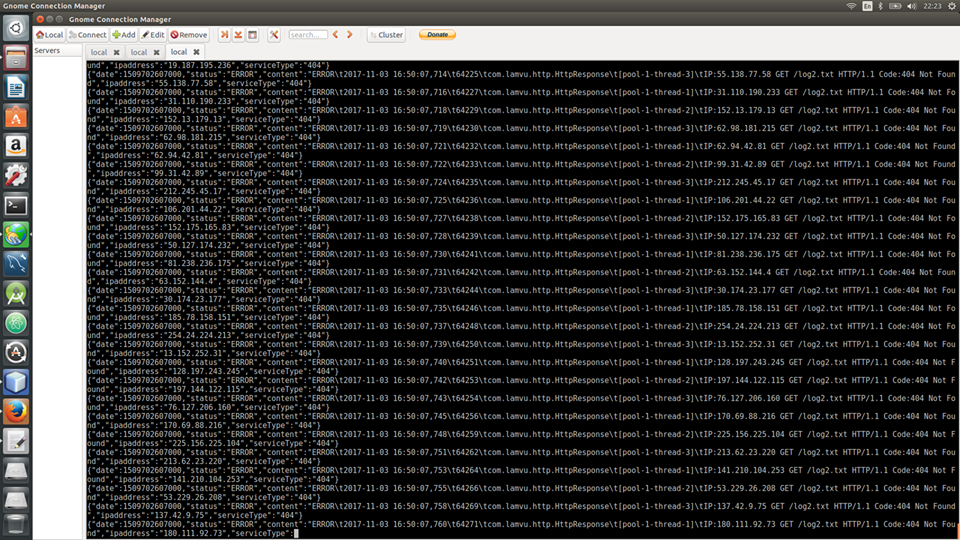 Gnome Connection Manager
En
22:23
Gnome Connection Manager
Local Connect Add Edit Remove search... Cluster Donate
Servers local local local
und","ipaddress":"19.187.195.236","serviceType":"404"}
{"date":1509702607000,"status":"ERROR","content":"ERROR\t2017-11-03 16:50:07,714\t64225\tcom.lamvu.http.HttpResponse\t[pool-1-thread-3]\tIP:55.138.77.58 GET /log2.txt HTTP/1.1 Code:404 Not Fou
nd","ipaddress":"55.138.77.58","serviceType":"404"}
{"date":1509702607000,"status":"ERROR","content":"ERROR\t2017-11-03 16:50:07,716\t64227\tcom.lamvu.http.HttpResponse\t[pool-1-thread-1]\tIP:31.110.190.233 GET /log2.txt HTTP/1.1 Code:404 Not F
ound","ipaddress":"31.110.190.233","serviceType":"404"}
{"date":1509702607000,"status":"ERROR","content":"ERROR\t2017-11-03 16:50:07,718\t64229\tcom.lamvu.http.HttpResponse\t[pool-1-thread-2]\tIP:152.13.179.13 GET /log2.txt HTTP/1.1 Code:404 Not Fo
und","ipaddress":"152.13.179.13","serviceType":"404"}
{"date":1509702607000,"status":"ERROR","content":"ERROR\t2017-11-03 16:50:07,719\t64230\tcom.lamvu.http.HttpResponse\t[pool-1-thread-3]\tIP:62.98.181.215 GET /log2.txt HTTP/1.1 Code:404 Not Fo
und","ipaddress":"62.98.181.215","serviceType":"404"}
{"date":1509702607000,"status":"ERROR","content":"ERROR\t2017-11-03 16:50:07,721\t64232\tcom.lamvu.http.HttpResponse\t[pool-1-thread-1]\tIP:62.94.42.81 GET /log2.txt HTTP/1.1 Code:404 Not Found
","ipaddress":"62.94.42.81","serviceType":"404"}
{"date":1509702607000,"status":"ERROR","content":"ERROR\t2017-11-03 16:50:07,722\t64233\tcom.lamvu.http.HttpResponse\t[pool-1-thread-2]\tIP:99.31.42.89 GET /log2.txt HTTP/1.1 Code:404 Not Found
","ipaddress":"99.31.42.89","serviceType":"404"}
{"date":1509702607000,"status":"ERROR","content":"ERROR\t2017-11-03 16:50:07,724\t64235\tcom.lamvu.http.HttpResponse\t[pool-1-thread-3]\tIP:212.245.45.17 GET /log2.txt HTTP/1.1 Code:404 Not Fo
und","ipaddress":"212.245.45.17","serviceType":"404"}
{"date":1509702607000,"status":"ERROR","content":"ERROR\t2017-11-03 16:50:07,725\t64236\tcom.lamvu.http.HttpResponse\t[pool-1-thread-1]\tIP:106.201.44.22 GET /log2.txt HTTP/1.1 Code:404 Not Fou
nd","ipaddress":"106.201.44.22","serviceType":"404"}
{"date":1509702607000,"status":"ERROR","content":"ERROR\t2017-11-03 16:50:07,726\t64238\tcom.lamvu.http.HttpResponse\t[pool-1-thread-2]\tIP:152.175.165.83 GET /log2.txt HTTP/1.1 Code:404 Not F
ound","ipaddress":"152.175.165.83","serviceType":"404"}
{"date":1509702607000,"status":"ERROR","content":"ERROR\t2017-11-03 16:50:07,728\t64239\tcom.lamvu.http.HttpResponse\t[pool-1-thread-3]\tIP:50.127.174.232 GET /log2.txt HTTP/1.1 Code:404 Not F
ound","ipaddress":"50.127.174.232","serviceType":"404"}
{"date":1509702607000,"status":"ERROR","content":"ERROR\t2017-11-03 16:50:07,730\t64241\tcom.lamvu.http.HttpResponse\t[pool-1-thread-1]\tIP:81.238.236.175 GET /log2.txt HTTP/1.1 Code:404 Not F
ound","ipaddress":"81.238.236.175","serviceType":"404"}
{"date":1509702607000,"status":"ERROR","content":"ERROR\t2017-11-03 16:50:07,731\t64242\tcom.lamvu.http.HttpResponse\t[pool-1-thread-2]\tIP:63.152.144.4 GET /log2.txt HTTP/1.1 Code:404 Not Foun
d","ipaddress":"63.152.144.4","serviceType":"404"}
{"date":1509702607000,"status":"ERROR","content":"ERROR\t2017-11-03 16:50:07,733\t64244\tcom.lamvu.http.HttpResponse\t[pool-1-thread-3]\tIP:30.174.23.177 GET /log2.txt HTTP/1.1 Code:404 Not Fo
und","ipaddress":"30.174.23.177","serviceType":"404"}
{"date":1509702607000,"status":"ERROR","content":"ERROR\t2017-11-03 16:50:07,735\t64246\tcom.lamvu.http.HttpResponse\t[pool-1-thread-1]\tIP:185.78.158.151 GET /log2.txt HTTP/1.1 Code:404 Not F
ound","ipaddress":"185.78.158.151","serviceType":"404"}
{"date":1509702607000,"status":"ERROR","content":"ERROR\t2017-11-03 16:50:07,737\t64248\tcom.lamvu.http.HttpResponse\t[pool-1-thread-2]\tIP:254.24.224.213 GET /log2.txt HTTP/1.1 Code:404 Not F
ound","ipaddress":"254.24.224.213","serviceType":"404"}
{"date":1509702607000,"status":"ERROR","content":"ERROR\t2017-11-03 16:50:07,739\t64250\tcom.lamvu.http.HttpResponse\t[pool-1-thread-3]\tIP:13.152.252.31 GET /log2.txt HTTP/1.1 Code:404 Not Fo
und","ipaddress":"13.152.252.31","serviceType":"404"}
{"date":1509702607000,"status":"ERROR","content":"ERROR\t2017-11-03 16:50:07,740\t64251\tcom.lamvu.http.HttpResponse\t[pool-1-thread-1]\tIP:128.197.243.245 GET /log2.txt HTTP/1.1 Code:404 Not F
ound","ipaddress":"128.197.243.245","serviceType":"404"}
{"date":1509702607000,"status":"ERROR","content":"ERROR\t2017-11-03 16:50:07,742\t64252\tcom.lamvu.http.HttpResponse\t[pool-1-thread-2]\tIP:197.144.122.115 GET /log2.txt HTTP/1.1 Code:404 Not F
ound","ipaddress":"197.144.122.115","serviceType":"404"}
{"date":1509702607000,"status":"ERROR","content":"ERROR\t2017-11-03 16:50:07,743\t64254\tcom.lamvu.http.HttpResponse\t[pool-1-thread-3]\tIP:76.127.206.160 GET /log2.txt HTTP/1.1 Code:404 Not F
ound","ipaddress":"76.127.206.160","serviceType":"404"}
{"date":1509702607000,"status":"ERROR","content":"ERROR\t2017-11-03 16:50:07,745\t64256\tcom.lamvu.http.HttpResponse\t[pool-1-thread-1]\tIP:170.69.88.216 GET /log2.txt HTTP/1.1 Code:404 Not Fo
und","ipaddress":"170.69.88.216","serviceType":"404"}
{"date":1509702607000,"status":"ERROR","content":"ERROR\t2017-11-03 16:50:07,748\t64259\tcom.lamvu.http.HttpResponse\t[pool-1-thread-2]\tIP:225.156.225.104 GET /log2.txt HTTP/1.1 Code:404 Not F
ound","ipaddress":"225.156.225.104","serviceType":"404"}
{"date":1509702607000,"status":"ERROR","content":"ERROR\t2017-11-03 16:50:07,751\t64262\tcom.lamvu.http.HttpResponse\t[pool-1-thread-3]\tIP:213.62.23.220 GET /log2.txt HTTP/1.1 Code:404 Not Fou
nd","ipaddress":"213.62.23.220","serviceType":"404"}
{"date":1509702607000,"status":"ERROR","content":"ERROR\t2017-11-03 16:50:07,753\t64264\tcom.lamvu.http.HttpResponse\t[pool-1-thread-1]\tIP:141.210.104.253 GET /log2.txt HTTP/1.1 Code:404 Not F
ound","ipaddress":"141.210.104.253","serviceType":"404"}
{"date":1509702607000,"status":"ERROR","content":"ERROR\t2017-11-03 16:50:07,755\t64266\tcom.lamvu.http.HttpResponse\t[pool-1-thread-2]\tIP:53.229.26.208 GET /log2.txt HTTP/1.1 Code:404 Not Fou
nd","ipaddress":"53.229.26.208","serviceType":"404"}
{"date":1509702607000,"status":"ERROR","content":"ERROR\t2017-11-03 16:50:07,758\t64269\tcom.lamvu.http.HttpResponse\t[pool-1-thread-3]\tIP:137.42.9.75 GET /log2.txt HTTP/1.1 Code:404 Not Found
","ipaddress":"137.42.9.75","serviceType":"404"}
{"date":1509702607000,"status":"ERROR","content":"ERROR\t2017-11-03 16:50:07,760\t64271\tcom.lamvu.http.HttpResponse\t[pool-1-thread-1]\tIP:180.111.92.73 GET /log2.txt HTTP/1.1 Code:404 Not Fo
und","ipaddress":"180.111.92.73","serviceType":